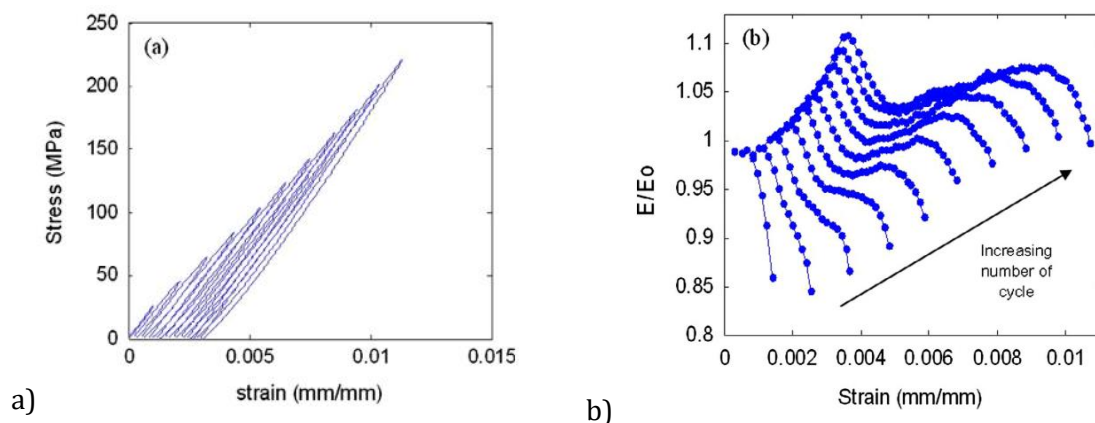 (a)
Stress (MPa)
250
200
150
100
50
0
0
0.005
0.01
0.015
strain (mm/mm)
a)
(b)
E/Eo
1.1
1.05
1
0.95
0.9
0.85
0.8
0
0.002
0.004
0.006
0.008
0.01
Increasing
number of
cycle
Strain (mm/mm)
b)